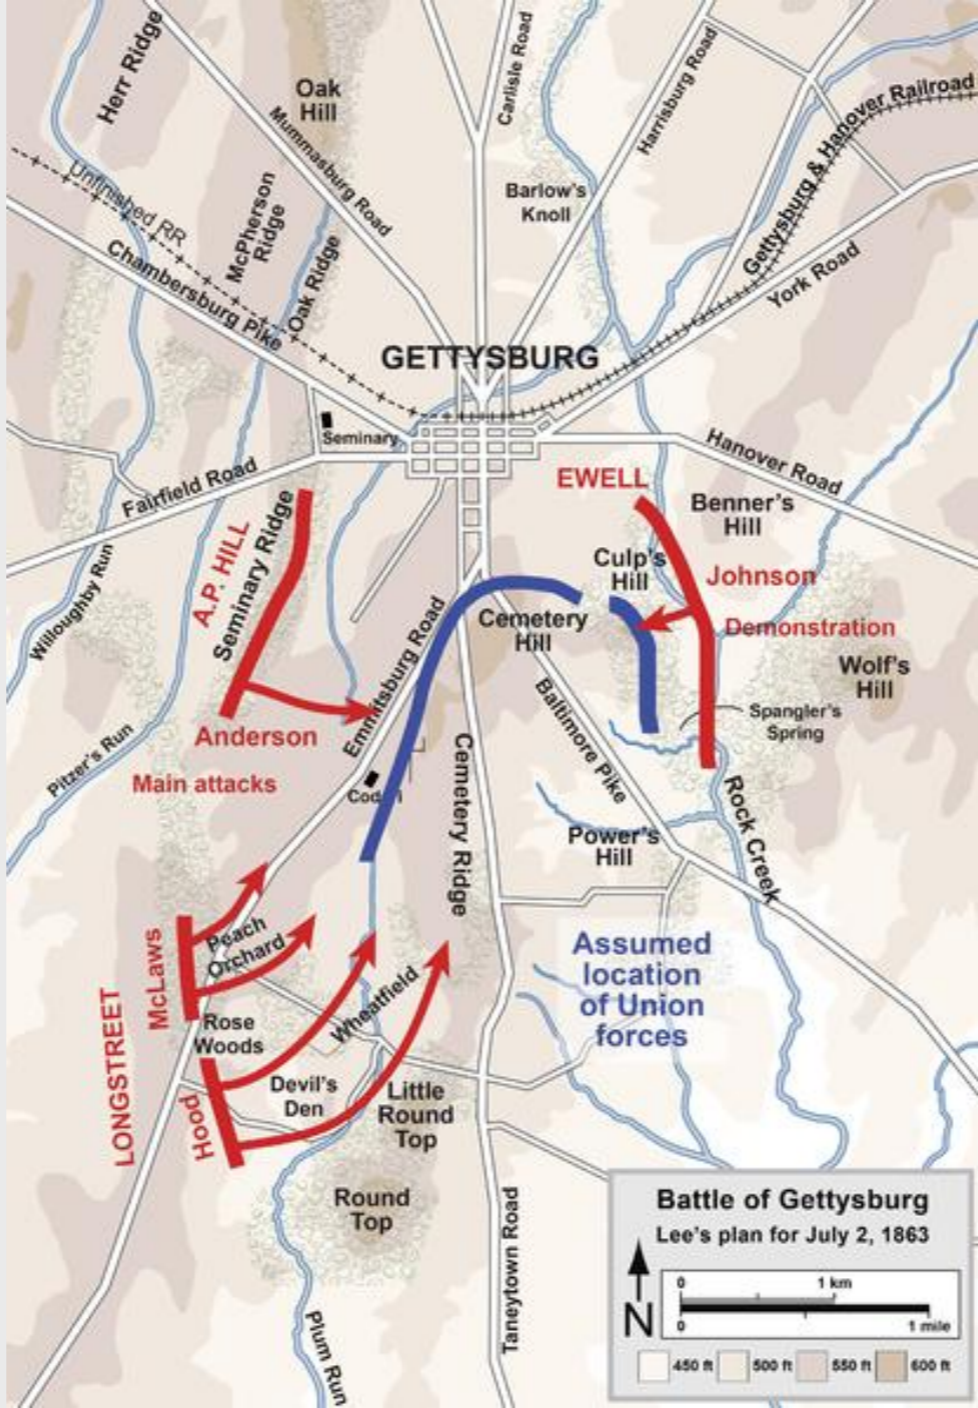 Herr Ridge
Oak
Hill
Mummasburg Road
Carlisle Road
Harrisburg Road
Gettysburg & Hanover Railroad
Barlow's
Knoll
Unfinished RR
McPherson
Ridge
Oak Ridge
Chambersburg Pike
York Road
GETTYSBURG
Seminary
Hanover Road
Fairfield Road
EWELL
Benner's
Hill
A.P. HILL
Seminary Ridge
Culp's
Hill
Johnson
Willoughby Run
Cemetery
Hill
Demonstration
Wolf's
Hill
Emmitsburg Road
Baltimore Pike
Spangler's
Spring
Anderson
Pitzer's Run
Main attacks
Cemetery Ridge
Rock Creek
Power's
Hill
McLaws
Peach
Orchard
Assumed
location
of Union
forces
LONGSTREET
Wheatfield
Rose
Woods
Devil's
Den
Hood
Little
Round
Top
Round
Top
Taneytown Road
Plum Run
Battle of Gettysburg
Lee's plan for July 2, 1863
N
0 1 km
0 1 mile
450 ft 500 ft 550 ft 600 ft